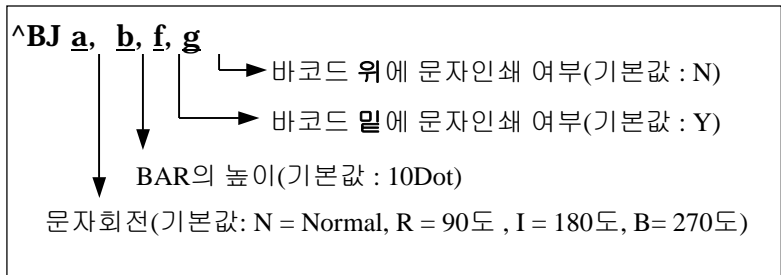 ^BJ a, b, f, g
바코드 위에 문자인쇄 여부(기본값 : N)
바코드 밑에 문자인쇄 여부(기본값 : Y)
BAR의 높이(기본값 : 10Dot)
문자회전(기본값: N = Normal, R = 90도 , I = 180도, B= 270도)